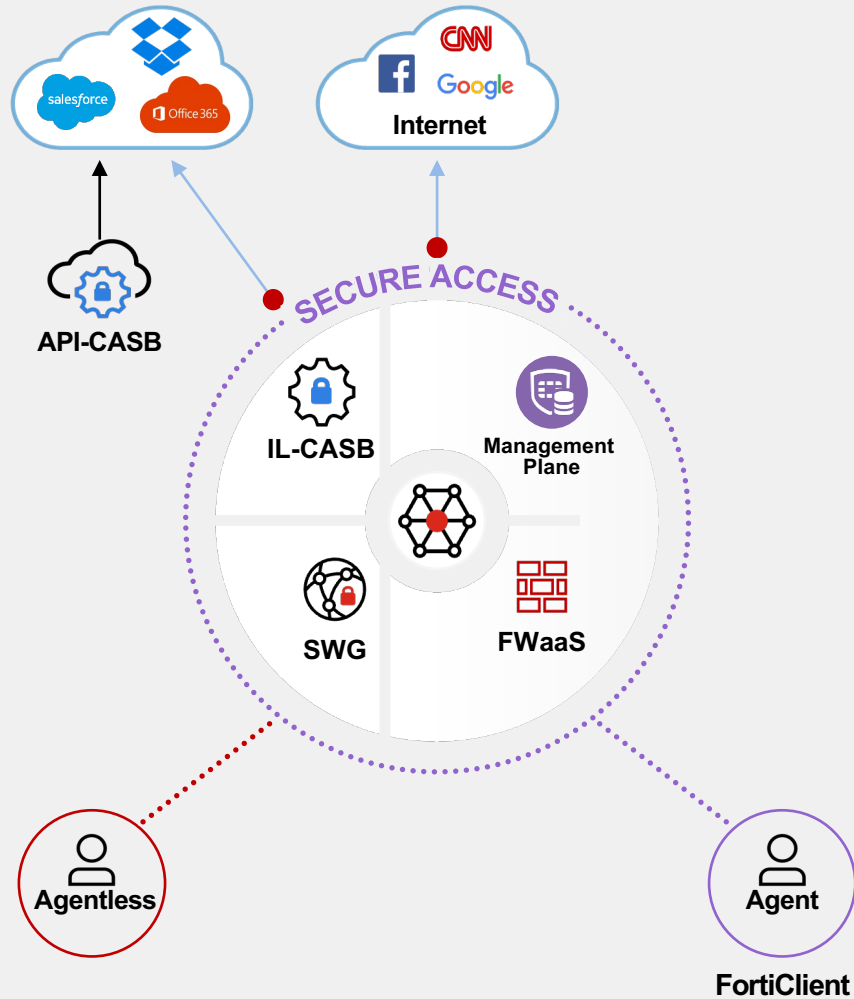 CNN
salesforce
Office 365
Google
Internet
API-CASB
SECURE ACCESS
IL-CASB
Management
Plane
SWG
FWaaS
Agentless
Agent
FortiClient